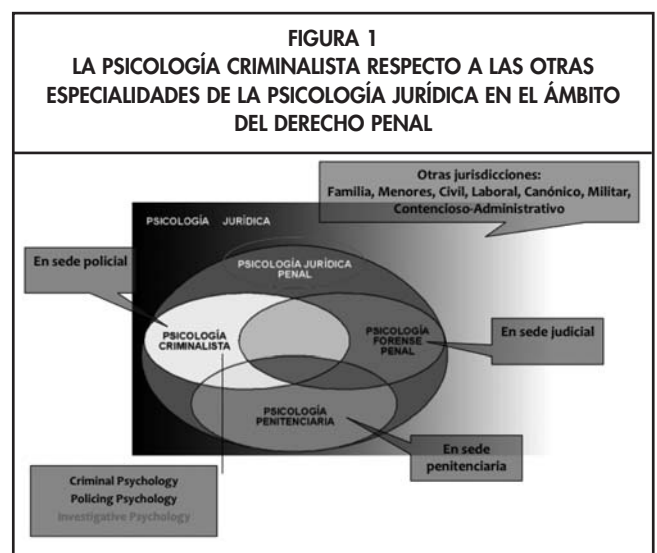 FIGURA 1
LA PSICOLOGÍA CRIMINALISTA RESPECTO A LAS OTRAS
ESPECIALIDADES DE LA PSICOLOGÍA JURÍDICA EN EL ÁMBITO
DEL DERECHO PENAL
Otras jurisdicciones:
Familia, Menores, Civil, Laboral, Canónico, Militar,
Contencioso-Administrativo
PSICOLOGÍA JURÍDICA
En sede policial
PSICOLOGÍA JURÍDICA
PENAL
PSICOLOGÍA
CRIMINALISTA
PSICOLOGÍA
FORENSE
PENAL
En sede judicial
PSICOLOGÍA
PENITENCIARIA
En sede
penitenciaria
Criminal Psychology
Policing Psychology
Investigative Psychology